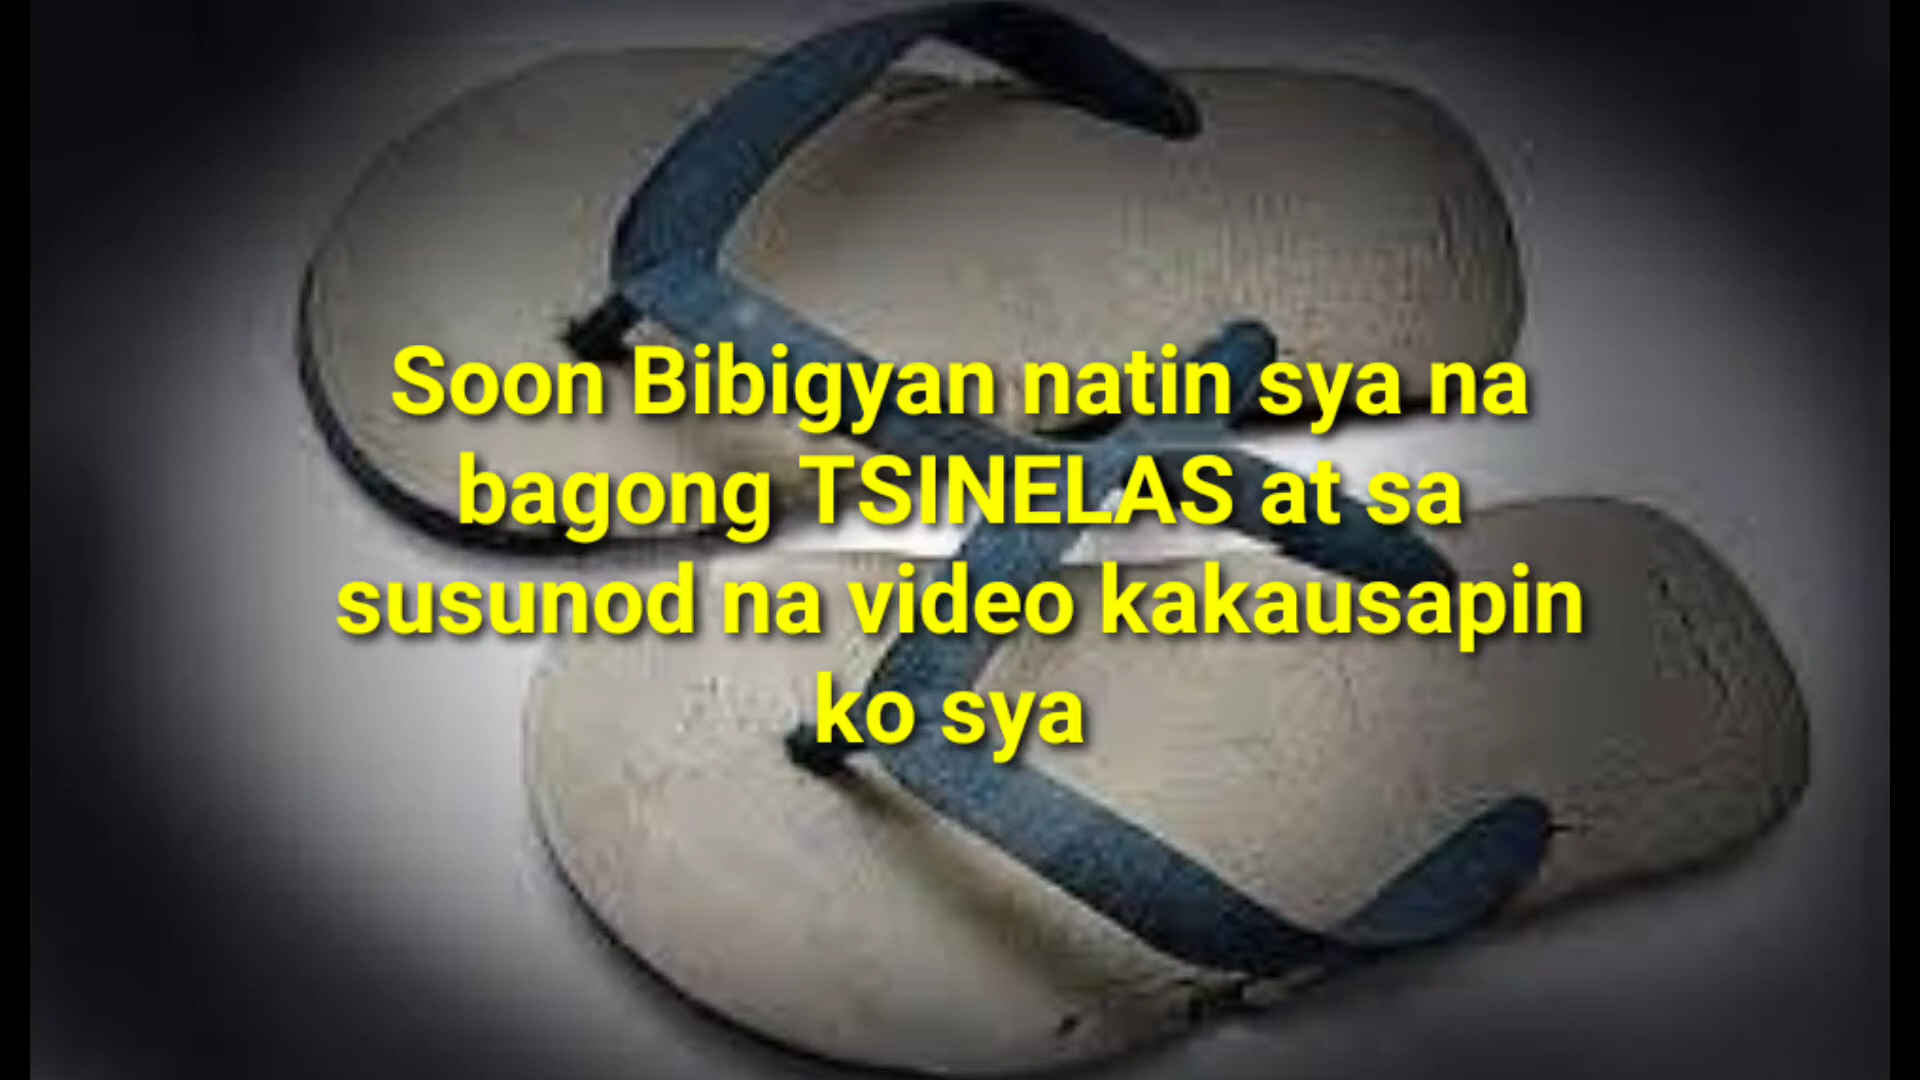 Soon Bibigyan natin sya na
bagong TSINELAS at sa
susunod na video kakausapin
ko sya